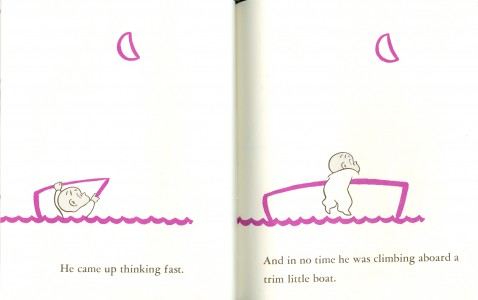 He came up thinking fast.
And in no time he was climbing aboard a
trim little boat.